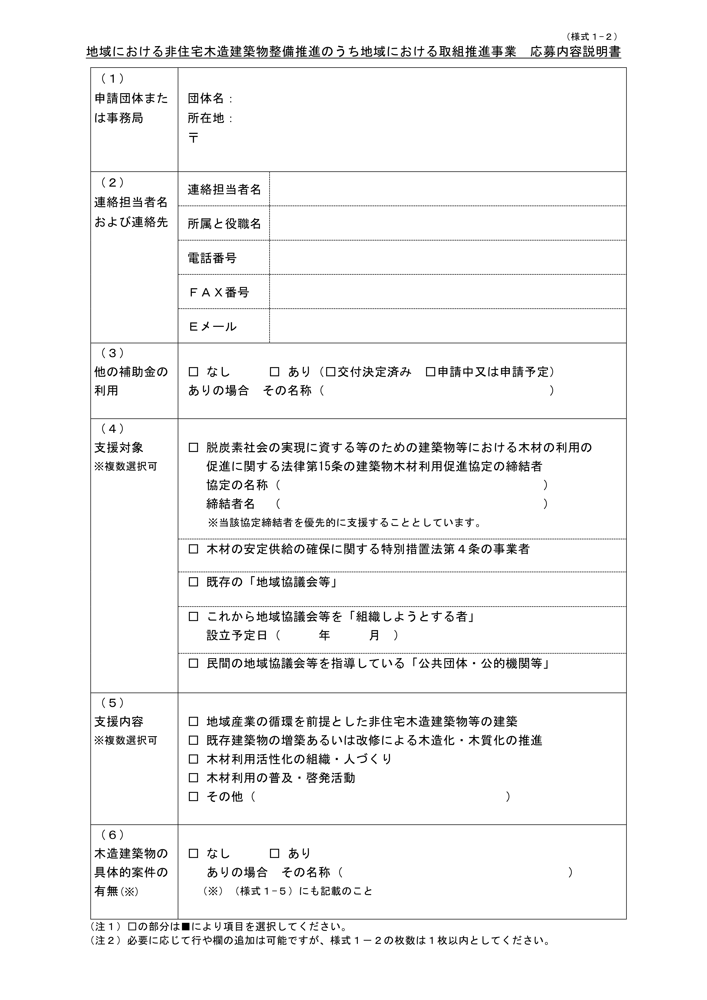 （様式１－２）
地域における非住宅木造建築物整備推進のうち地域における取組推進事業　応募内容説明書
（１）
申請団体また
は事務局
団体名：
所在地：
〒
（２）
連絡担当者名
および連絡先
連絡担当者名
所属と役職名
電話番号
ＦＡＸ番号
Ｅメール
（３）
他の補助金の
利用
□ なし　　　□ あり（□交付決定済み　□申請中又は申請予定）
ありの場合　その名称（　　　　　　　　　　　　　　　　　　）
（４）
支援対象
※複数選択可
□ 脱炭素社会の実現に資する等のための建築物等における木材の利用の
促進に関する法律第15条の建築物木材利用促進協定の締結者
協定の名称（　　　　　　　　　　　　　　　　　　　　　）
締結者名　（　　　　　　　　　　　　　　　　　　　　　）
※当該協定締結者を優先的に支援することとしています。
□ 木材の安定供給の確保に関する特別措置法第４条の事業者
□ 既存の「地域協議会等」
□ これから地域協議会等を「組織しようとする者」
設立予定日（　　　年　　　月　）
□ 民間の地域協議会等を指導している「公共団体・公的機関等」
（５）
支援内容
※複数選択可
□ 地域産業の循環を前提とした非住宅木造建築物等の建築
□ 既存建築物の増築あるいは改修による木造化・木質化の推進
□ 木材利用活性化の組織・人づくり
□ 木材利用の普及・啓発活動
□ その他（　　　　　　　　　　　　　　　　　　　　）
（６）
木造建築物の
具体的案件の
有無（※）
□ なし　　　□ あり
ありの場合　その名称（　　　　　　　　　　　　　　　　　　）
（※）（様式１－５）にも記載のこと
（注１）□の部分は■により項目を選択してください。
（注２）必要に応じて行や欄の追加は可能ですが、様式１－２の枚数は１枚以内としてください。